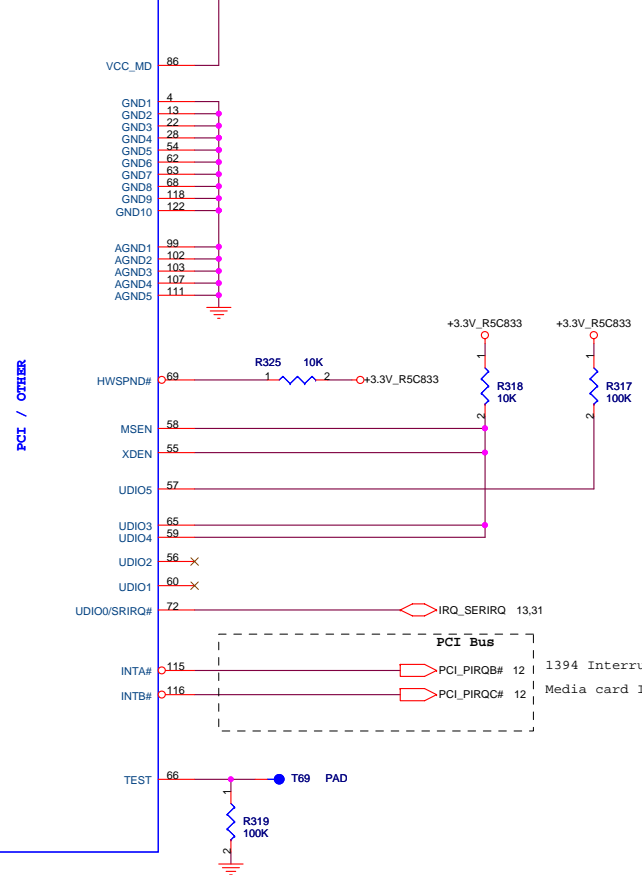 VCC_MD 86
GND1 4
GND2 13
GND3 22
GND4 28
GND5 54
GND6 62
GND7 63
GND8 68
GND9 118
GND10 122
AGND1 99
AGND2 102
AGND3 103
AGND4 107
AGND5 111
+3.3V_R5C833 +3.3V_R5C833
PCI / OTHER
R325 10K
HWSPND# 69 1 2 +3.3V_R5C833
1 R318 10K 2
1 R317 100K 2
MSEN 58
XDEN 55
UDIO5 57
UDIO3 65
UDIO4 59
UDIO2 56
UDIO1 60
UDIO0/SRIRQ# 72 IRQ_SERIRQ 13,31
PCI Bus
INTA# 115 PCI_PIRQB# 12 1394 Interru
INTB# 116 PCI_PIRQC# 12 Media card I
TEST 66 T69 PAD
1 R319 100K 2